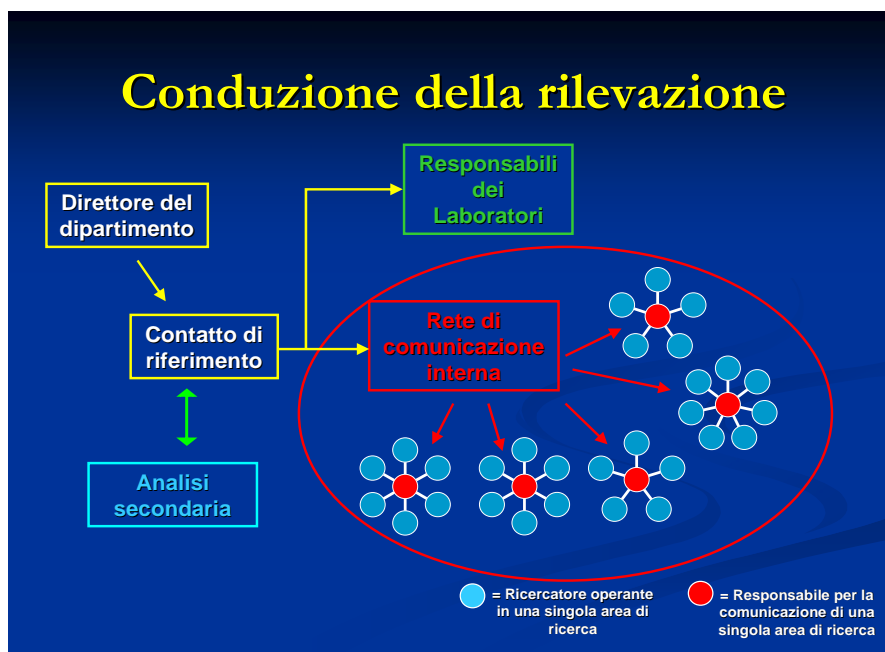 Conduzione della rilevazione
Responsabili
dei
Laboratori
Direttore del
dipartimento
Contatto di
riferimento
Rete di
comunicazione
interna
Analisi
secondaria
= Ricercatore operante
in una singola area di
ricerca
= Responsabile per la
comunicazione di una
singola area di ricerca